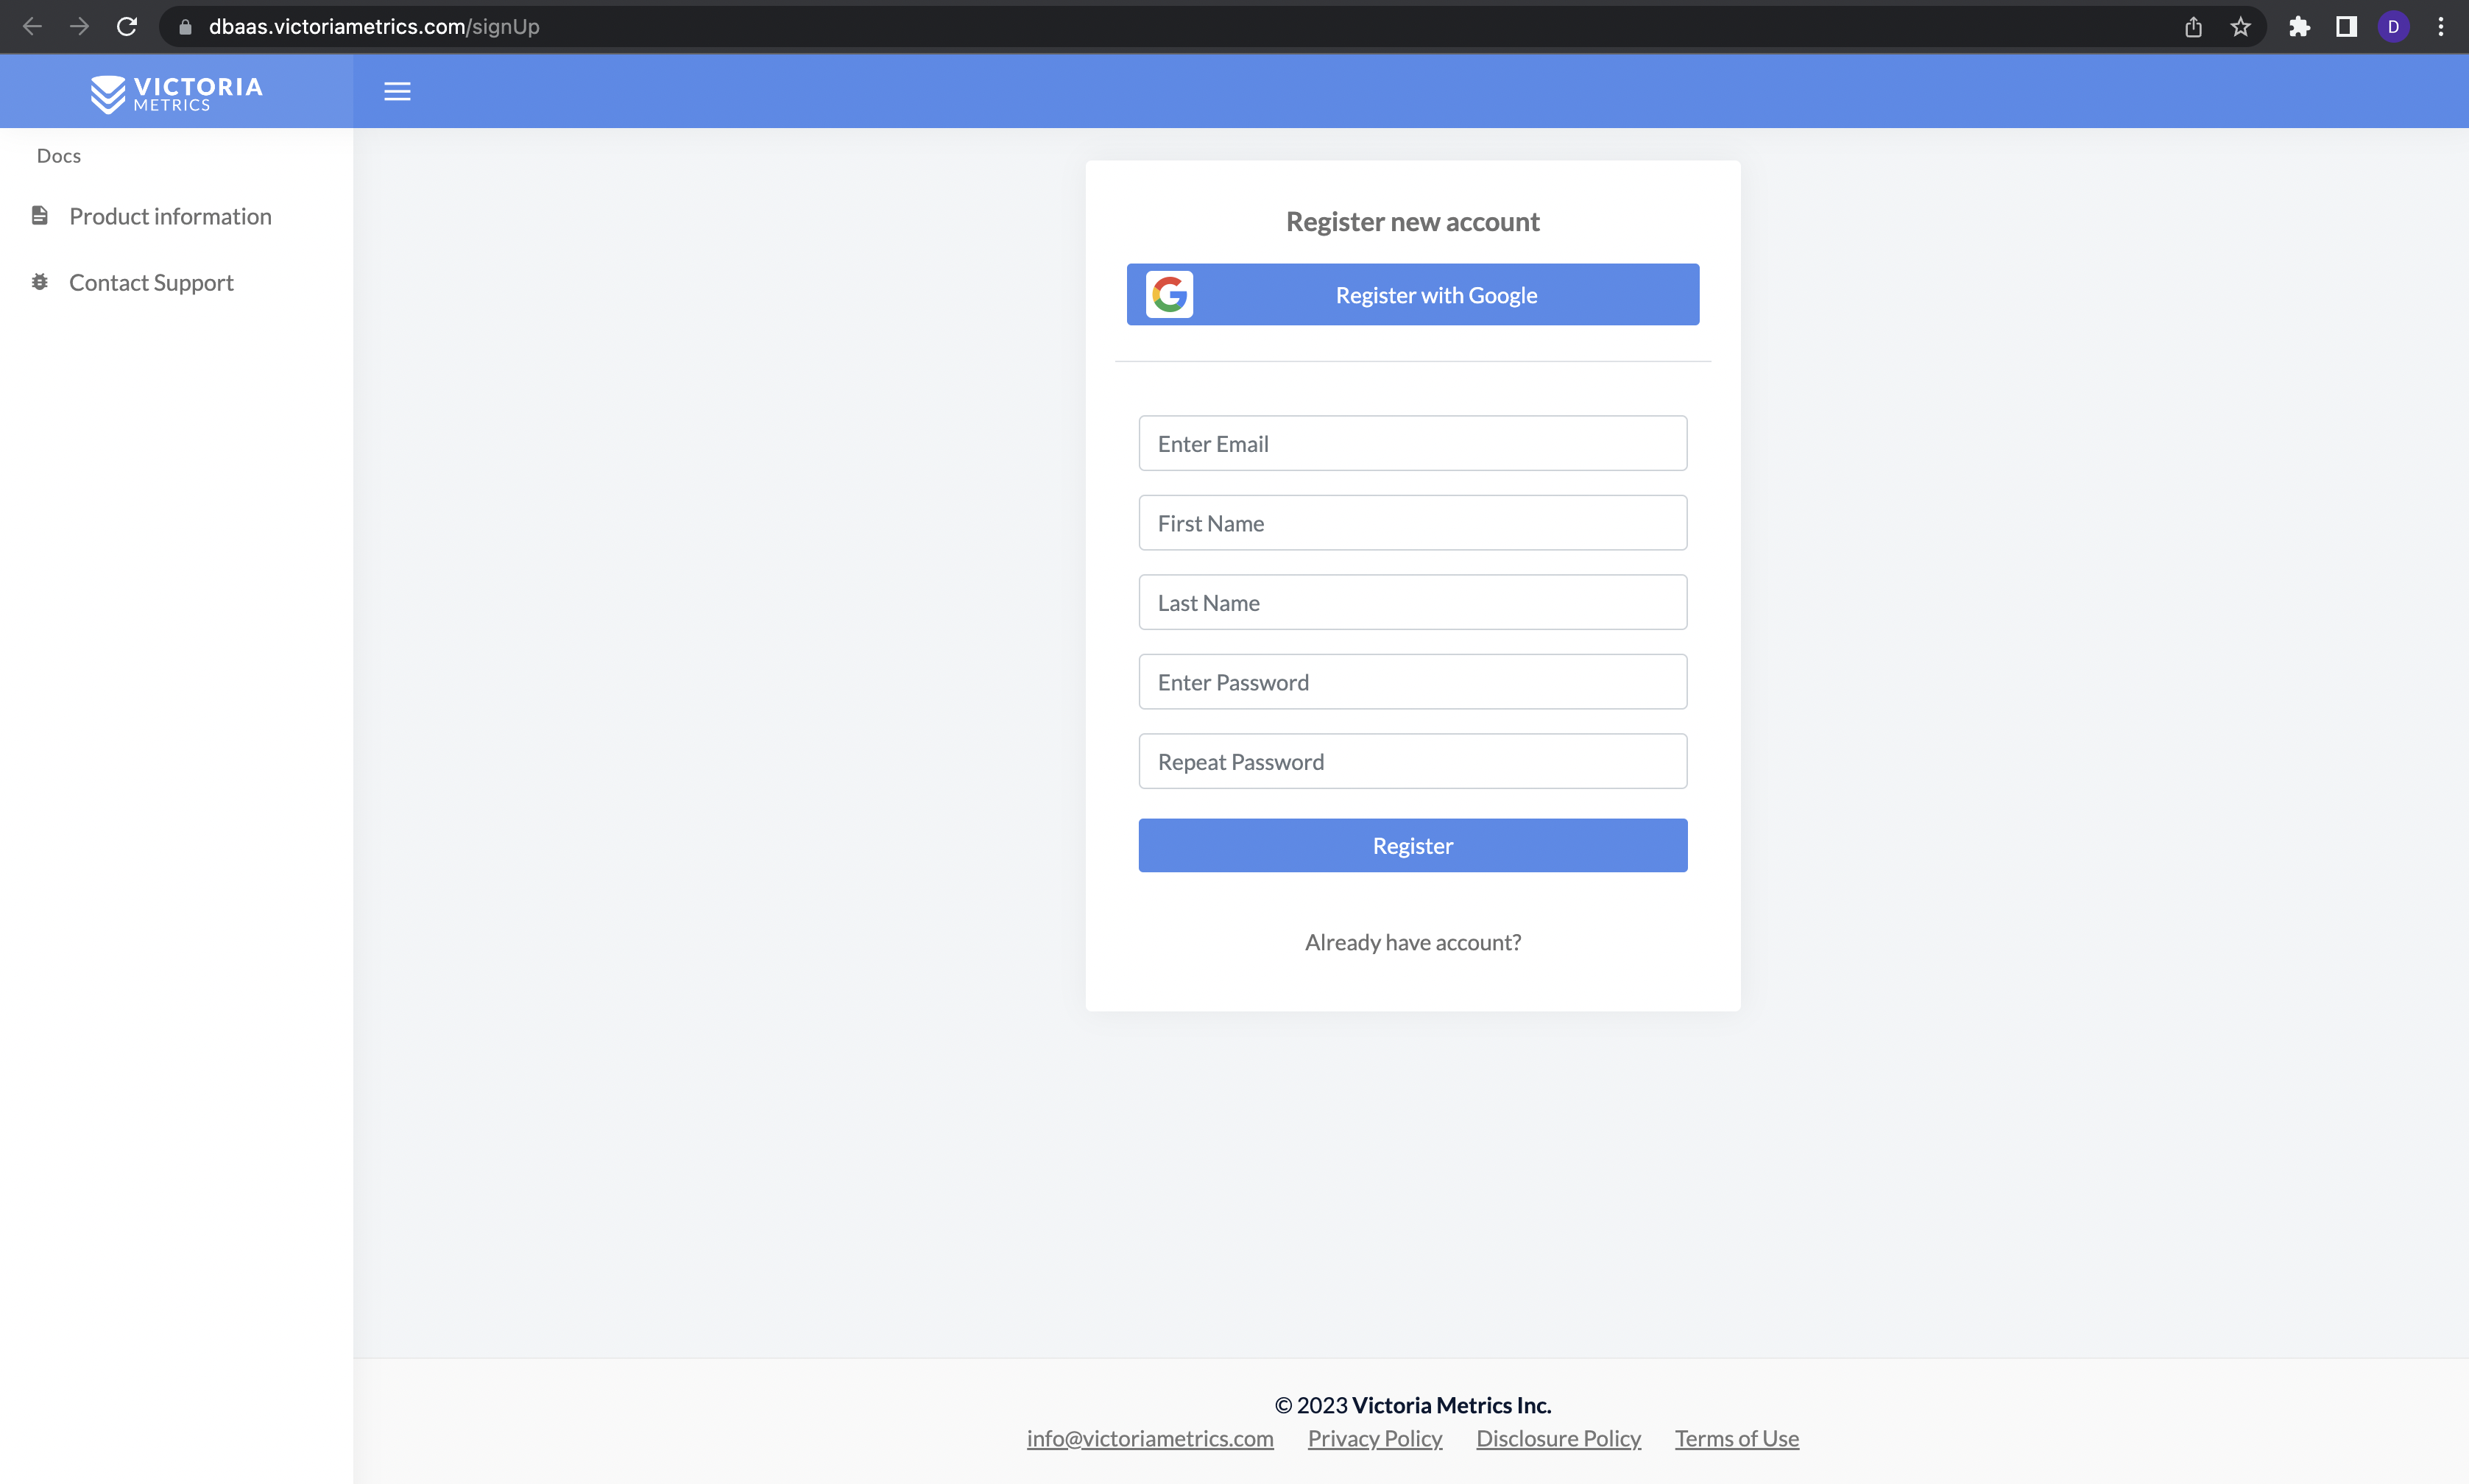 dbaas.victoriametrics.com/signUp
D
VICTORIA
METRICS
Docs
Product information
Contact Support
Register new account
G
Register with Google
Enter Email
First Name
Last Name
Enter Password
Repeat Password
Register
Already have account?
© 2023 Victoria Metrics Inc.
info@victoriametrics.com Privacy Policy Disclosure Policy Terms of Use